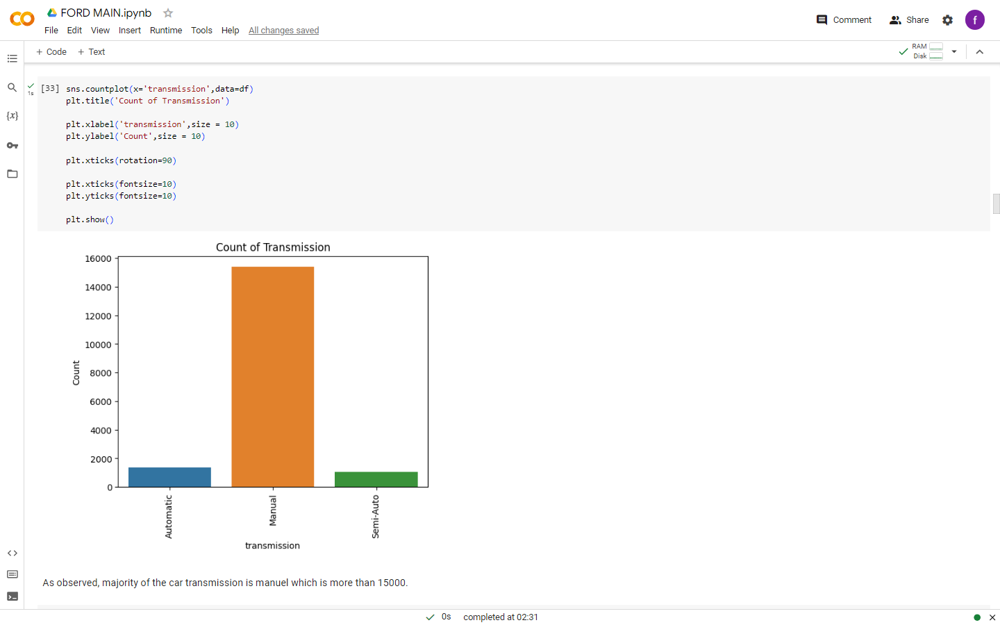 FORD MAIN.ipynb
File Edit View Insert Runtime Tools Help All changes saved
Comment Share f
+ Code + Text
RAM
Disk
1s
{x}
[33] sns.countplot(x='transmission',data=df)
plt.title('Count of Transmission')
plt.xlabel('transmission',size = 10)
plt.ylabel('Count',size = 10)
plt.xticks(rotation=90)
plt.xticks(fontsize=10)
plt.yticks(fontsize=10)
plt.show()
Count of Transmission
16000
14000
12000
10000
8000
6000
4000
2000
0
Count
Automatic
Manual
Semi-Auto
transmission
As observed, majority of the car transmission is manuel which is more than 15000.
0s completed at 02:31